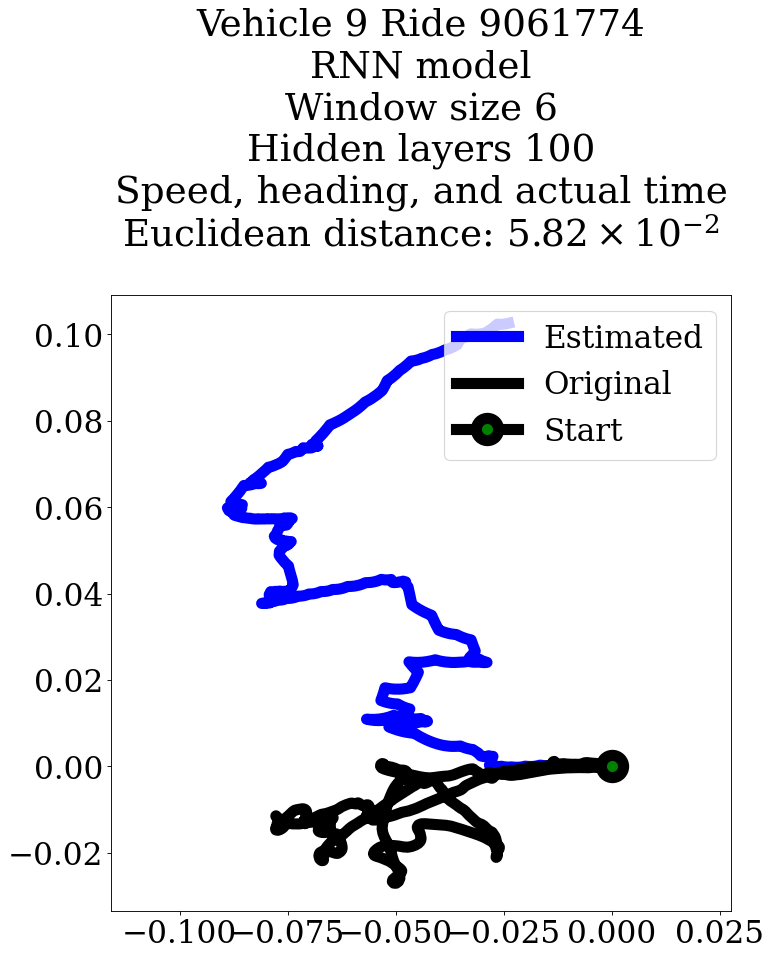 Vehicle 9 Ride 9061774
RNN model
Window size 6
Hidden layers 100
Speed, heading, and actual time
Euclidean distance: 5.82 × 10⁻²
Estimated
Original
Start
0.10
0.08
0.06
0.04
0.02
0.00
−0.02
−0.100 −0.075 −0.050 −0.025 0.000 0.025